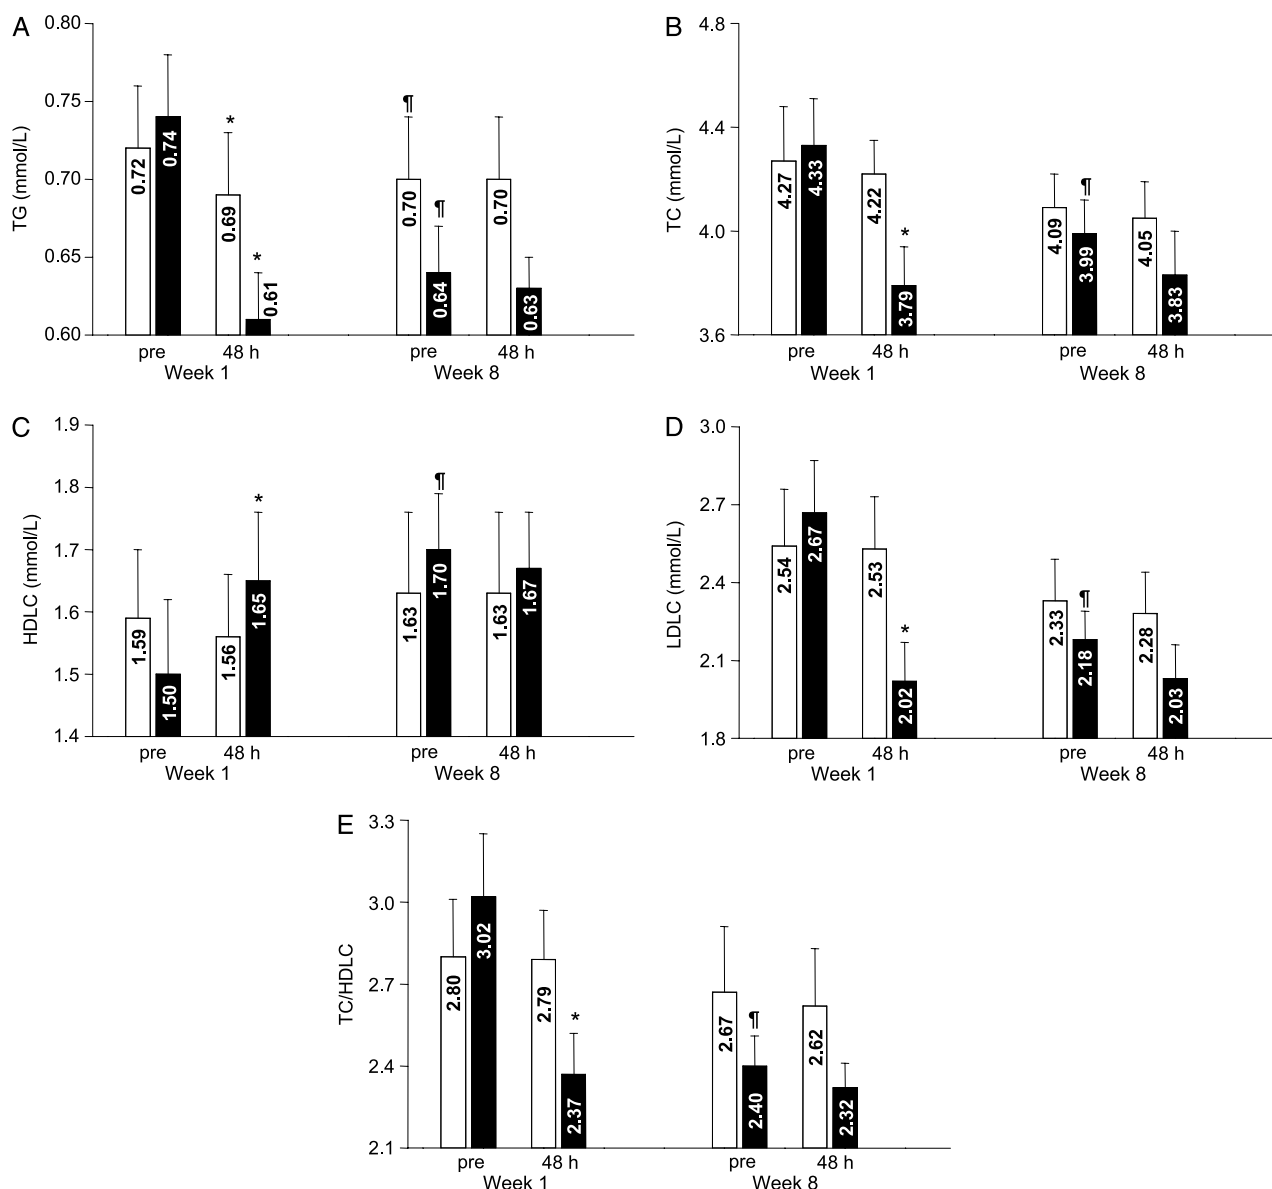 A
TG (mmol/L)
0.80
0.75
0.70
0.65
0.60
0.72
0.74
*
0.69
*
0.61
¶
0.70
¶
0.64
0.70
0.63
pre
48 h
pre
48 h
Week 1
Week 8
B
TC (mmol/L)
4.8
4.4
4.0
3.6
4.27
4.33
4.22
*
3.79
4.09
¶
3.99
4.05
3.83
pre
48 h
pre
48 h
Week 1
Week 8
C
HDLC (mmol/L)
1.9
1.8
1.7
1.6
1.5
1.4
1.59
1.50
1.56
*
1.65
1.63
¶
1.70
1.63
1.67
pre
48 h
pre
48 h
Week 1
Week 8
D
LDLC (mmol/L)
3.0
2.7
2.4
2.1
1.8
2.54
2.67
2.53
*
2.02
2.33
¶
2.18
2.28
2.03
pre
48 h
pre
48 h
Week 1
Week 8
E
TC/HDLC
3.3
3.0
2.7
2.4
2.1
2.80
3.02
2.79
*
2.37
2.67
¶
2.40
2.62
2.32
pre
48 h
pre
48 h
Week 1
Week 8